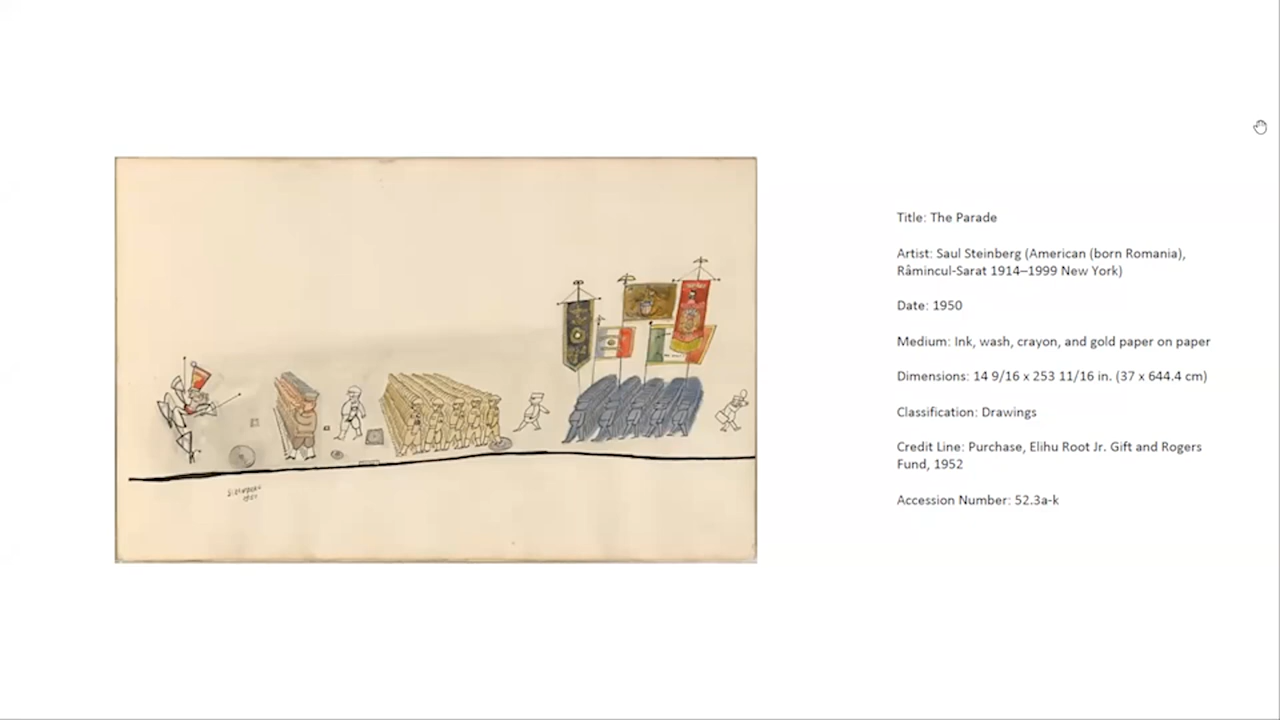 Title: The Parade
Artist: Saul Steinberg (American (born Romania),
Râmincul-Sarat 1914–1999 New York)
Date: 1950
Medium: Ink, wash, crayon, and gold paper on paper
Dimensions: 14 9/16 x 253 11/16 in. (37 x 644.4 cm)
Classification: Drawings
Credit Line: Purchase, Elihu Root Jr. Gift and Rogers
Fund, 1952
Accession Number: 52.3a-k
STEINBERG